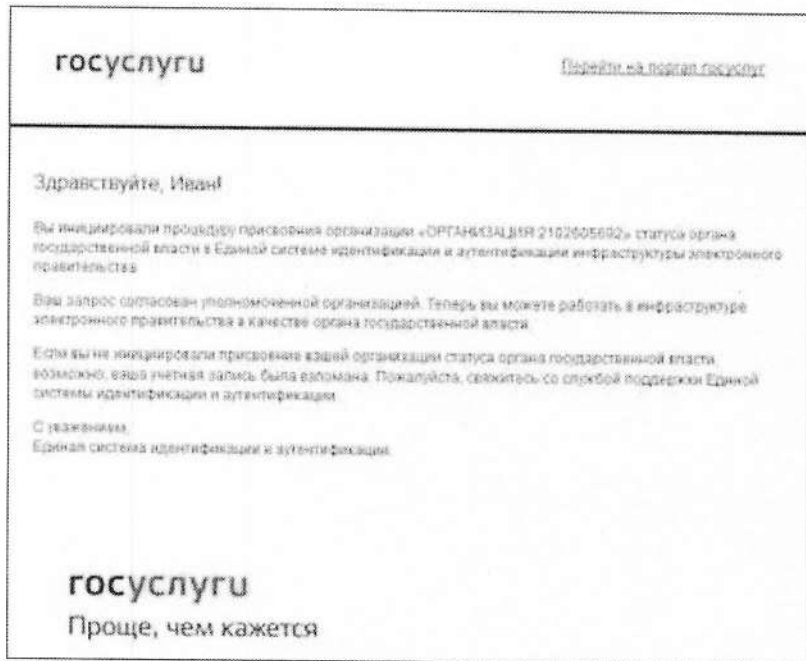 госуслуги
Перейти на портал госуслуг
Здравствуйте, Иван!
Вы инициировали процедуру присвоения организации «ОРГАНИЗАЦИЯ 2102605692» статуса органа
государственной власти в Единой системе идентификации и аутентификации инфраструктуры электронного
правительства.
Ваш запрос согласован уполномоченной организацией. Теперь вы можете работать в инфраструктуре
электронного правительства в качестве органа государственной власти.
Если вы не инициировали присвоение вашей организации статуса органа государственной власти,
возможно, ваша учетная запись была взломана. Пожалуйста, свяжитесь со службой поддержки Единой
системы идентификации и аутентификации.
С уважением,
Единая система идентификации и аутентификации.
госуслуги
Проще, чем кажется